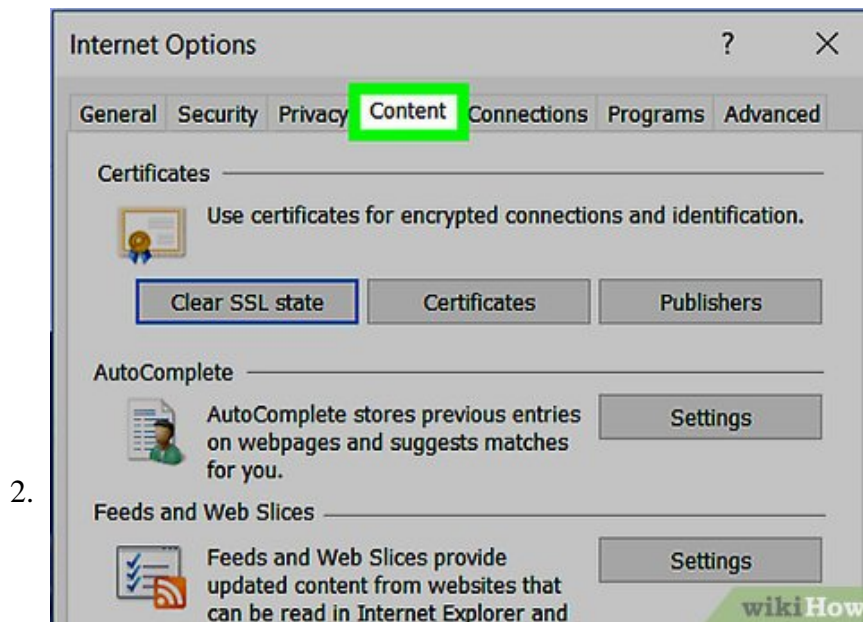 Internet Options ?
General Security Privacy Content Connections Programs Advanced
Certificates
Use certificates for encrypted connections and identification.
Clear SSL state Certificates Publishers
AutoComplete
AutoComplete stores previous entries
on webpages and suggests matches
for you.
Settings
2.
Feeds and Web Slices
Feeds and Web Slices provide
updated content from websites that
can be read in Internet Explorer and
Settings
wikiHow